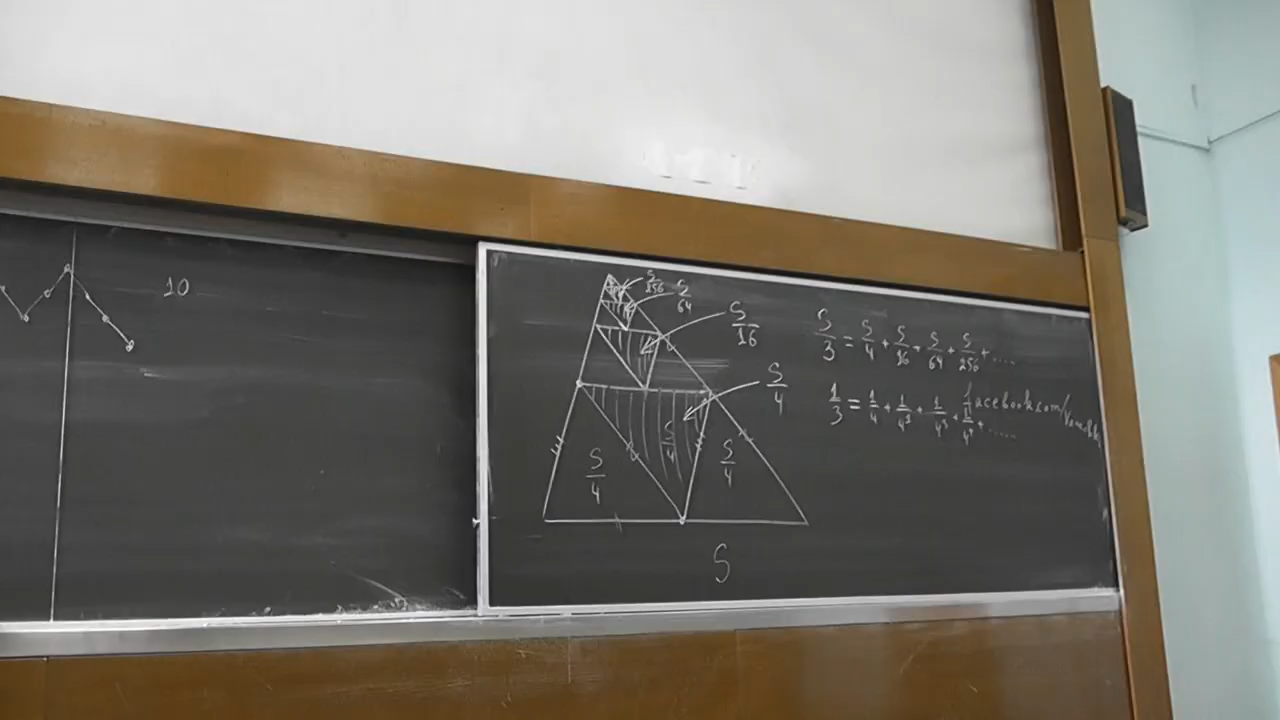 10
S/256
S/64
S/16
S/4
S/4
S/4
S/4
S
S/3 = S/4 + S/16 + S/64 + S/256 + ....
1/3 = 1/4 + 1/4² + 1/4³ + 1/4⁴ + .....
facebook.com/